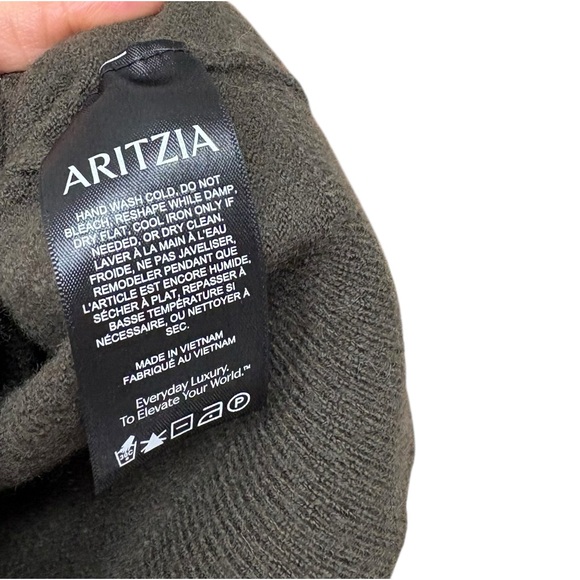 ARITZIA
HAND WASH COLD, DO NOT
BLEACH, RESHAPE WHILE DAMP,
DRY FLAT, COOL IRON ONLY IF
NEEDED, OR DRY CLEAN.
LAVER À LA MAIN À L'EAU
FROIDE, NE PAS JAVELISER,
REMODELER PENDANT QUE
L'ARTICLE EST ENCORE HUMIDE,
SÉCHER À PLAT, REPASSER À
BASSE TEMPÉRATURE SI
NÉCESSAIRE, OU NETTOYER À
SEC.
MADE IN VIETNAM
FABRIQUÉ AU VIETNAM
Everyday Luxury.
To Elevate Your World.™
P